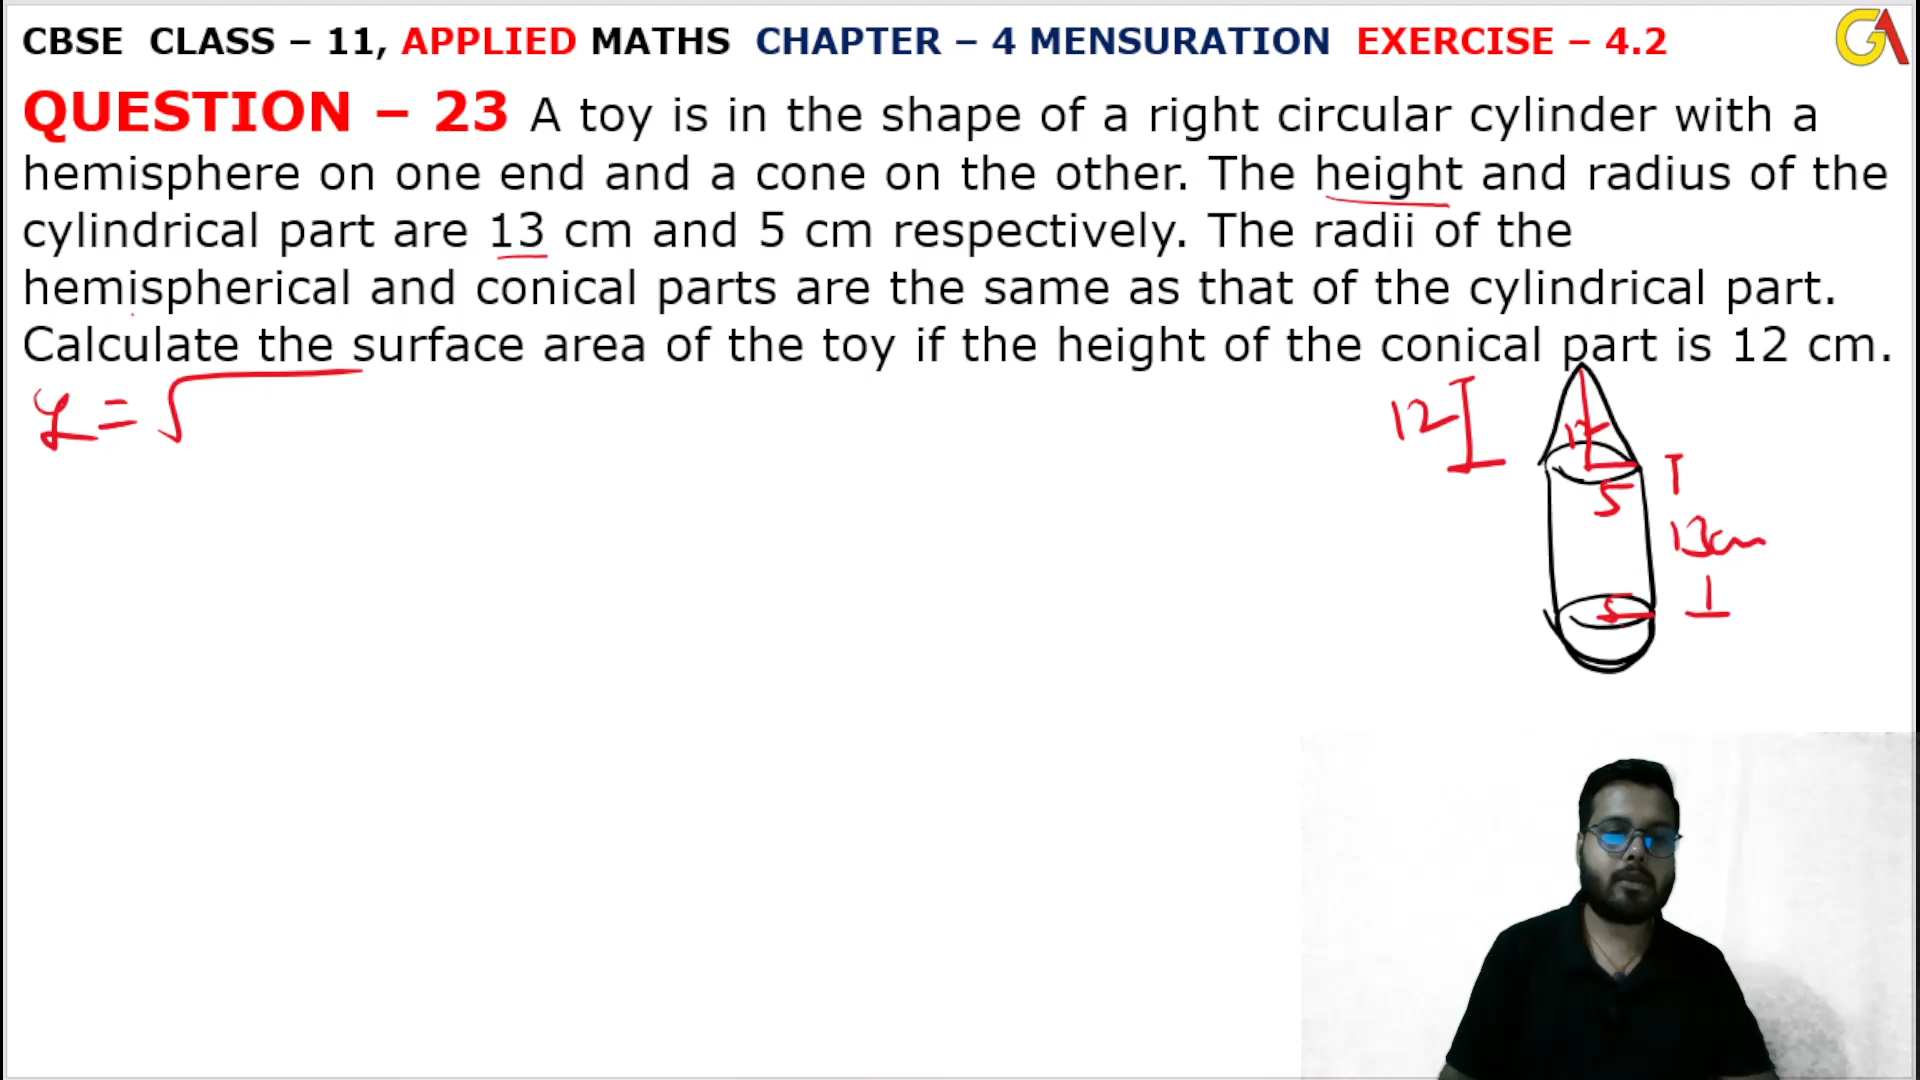 CBSE CLASS – 11, APPLIED MATHS CHAPTER – 4 MENSURATION EXERCISE – 4.2
GA
QUESTION – 23 A toy is in the shape of a right circular cylinder with a
hemisphere on one end and a cone on the other. The height and radius of the
cylindrical part are 13 cm and 5 cm respectively. The radii of the
hemispherical and conical parts are the same as that of the cylindrical part.
Calculate the surface area of the toy if the height of the conical part is 12 cm.
l = √
12
12
5
13cm
5